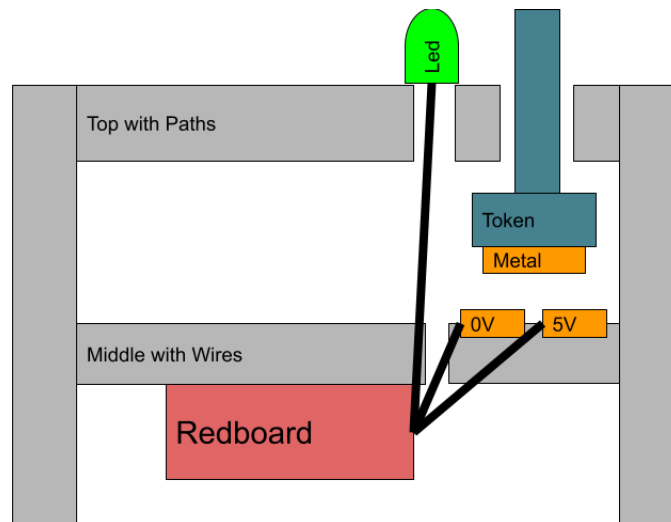 Led
Top with Paths
Token
Metal
0V
5V
Middle with Wires
Redboard